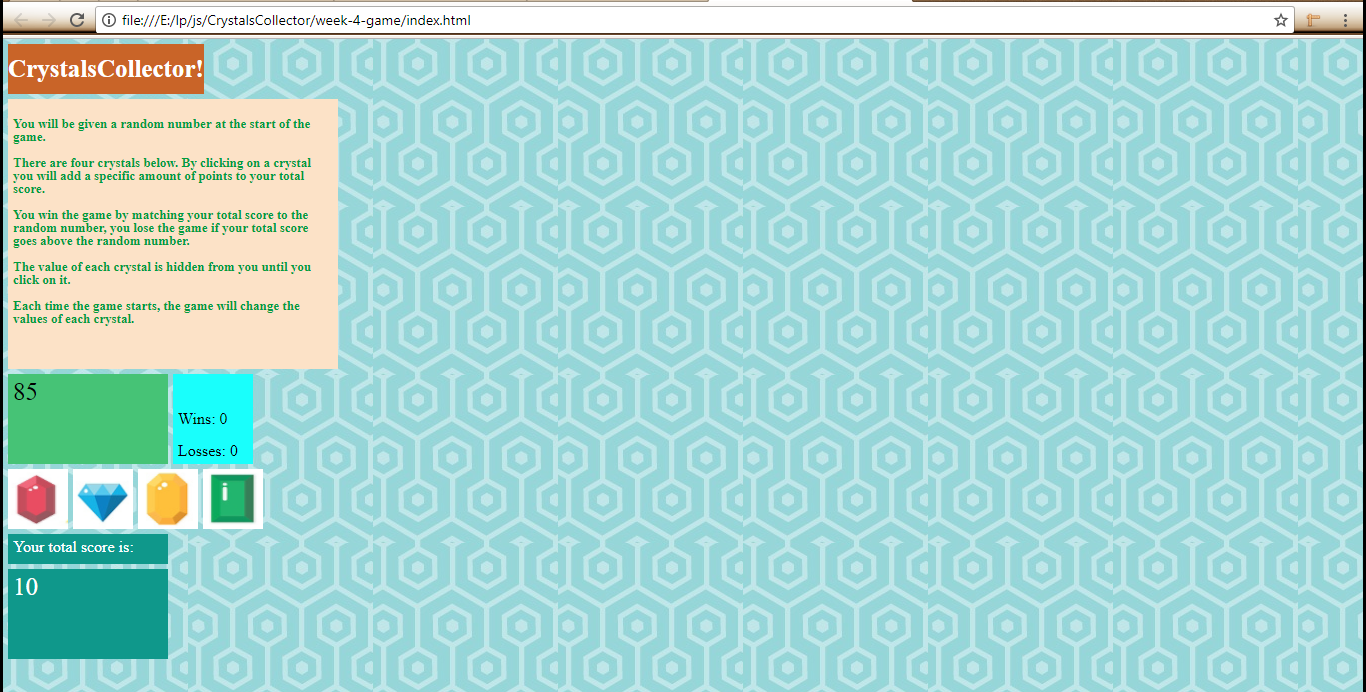 file:///E:/lp/js/CrystalsCollector/week-4-game/index.html
CrystalsCollector!
You will be given a random number at the start of the
game.
There are four crystals below. By clicking on a crystal
you will add a specific amount of points to your total
score.
You win the game by matching your total score to the
random number, you lose the game if your total score
goes above the random number.
The value of each crystal is hidden from you until you
click on it.
Each time the game starts, the game will change the
values of each crystal.
85
Wins: 0
Losses: 0
Your total score is:
10